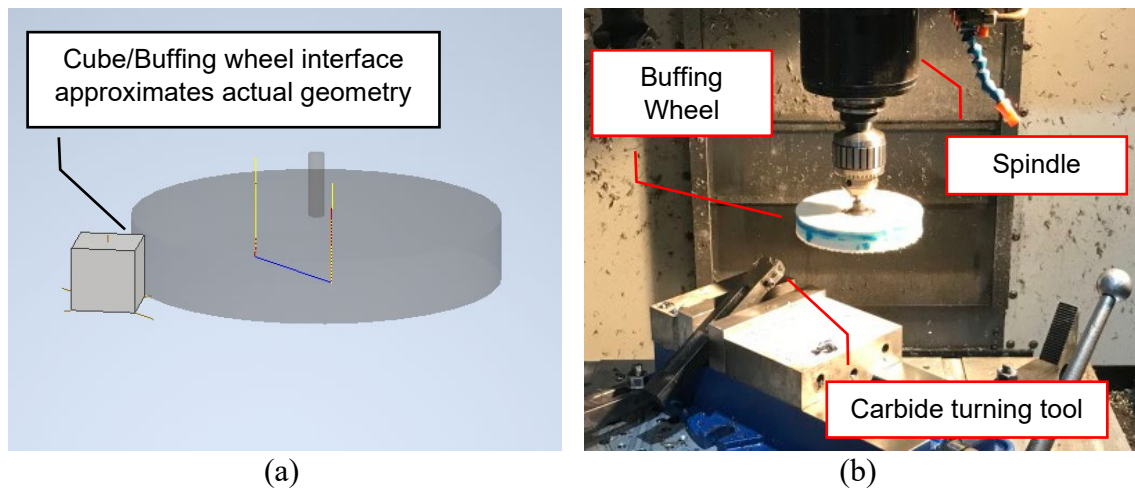 Cube/Buffing wheel interface
approximates actual geometry
Buffing
Wheel
Spindle
Carbide turning tool
(a)
(b)